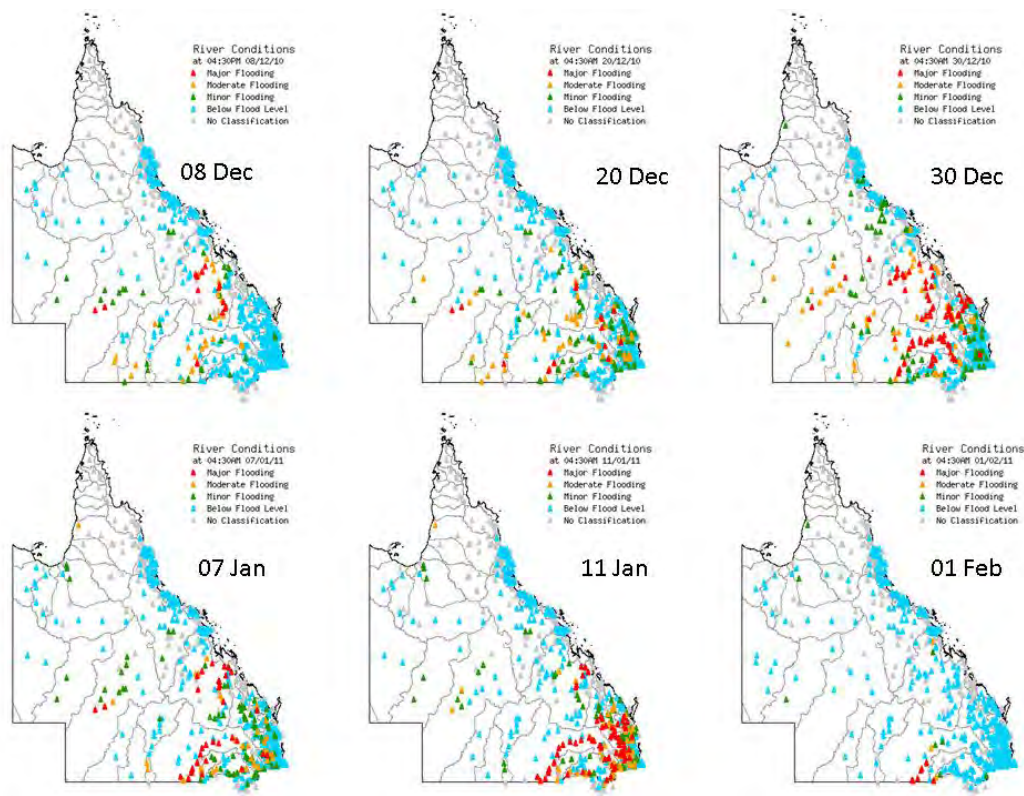 River Conditions
at 04:30PM 08/12/10
Major Flooding
Moderate Flooding
Minor Flooding
Below Flood Level
No Classification
08 Dec
River Conditions
at 04:30AM 20/12/10
Major Flooding
Moderate Flooding
Minor Flooding
Below Flood Level
No Classification
20 Dec
River Conditions
at 04:30AM 30/12/10
Major Flooding
Moderate Flooding
Minor Flooding
Below Flood Level
No Classification
30 Dec
River Conditions
at 04:30AM 07/01/11
Major Flooding
Moderate Flooding
Minor Flooding
Below Flood Level
No Classification
07 Jan
River Conditions
at 04:30AM 11/01/11
Major Flooding
Moderate Flooding
Minor Flooding
Below Flood Level
No Classification
11 Jan
River Conditions
at 04:30AM 01/02/11
Major Flooding
Moderate Flooding
Minor Flooding
Below Flood Level
No Classification
01 Feb